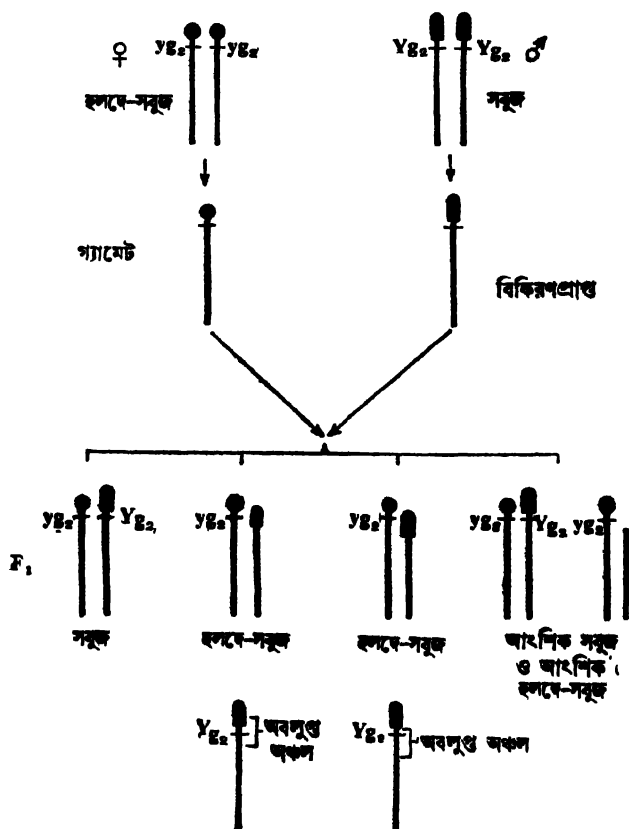 ♀ yg₂ yg₂ Yg₂ Yg₂ ♂
হলদে-সবুজ সবুজ
গ্যামেট
বিকিরণপ্রাপ্ত
yg₂ Yg₂ yg₂ yg₂ yg₂ Yg₂ yg₂
F₁
সবুজ হলদে-সবুজ হলদে-সবুজ আংশিক সবুজ
ও আংশিক
হলদে-সবুজ
Yg₂ অবলুপ্ত Yg₂ অবলুপ্ত অঞ্চল
অঞ্চল